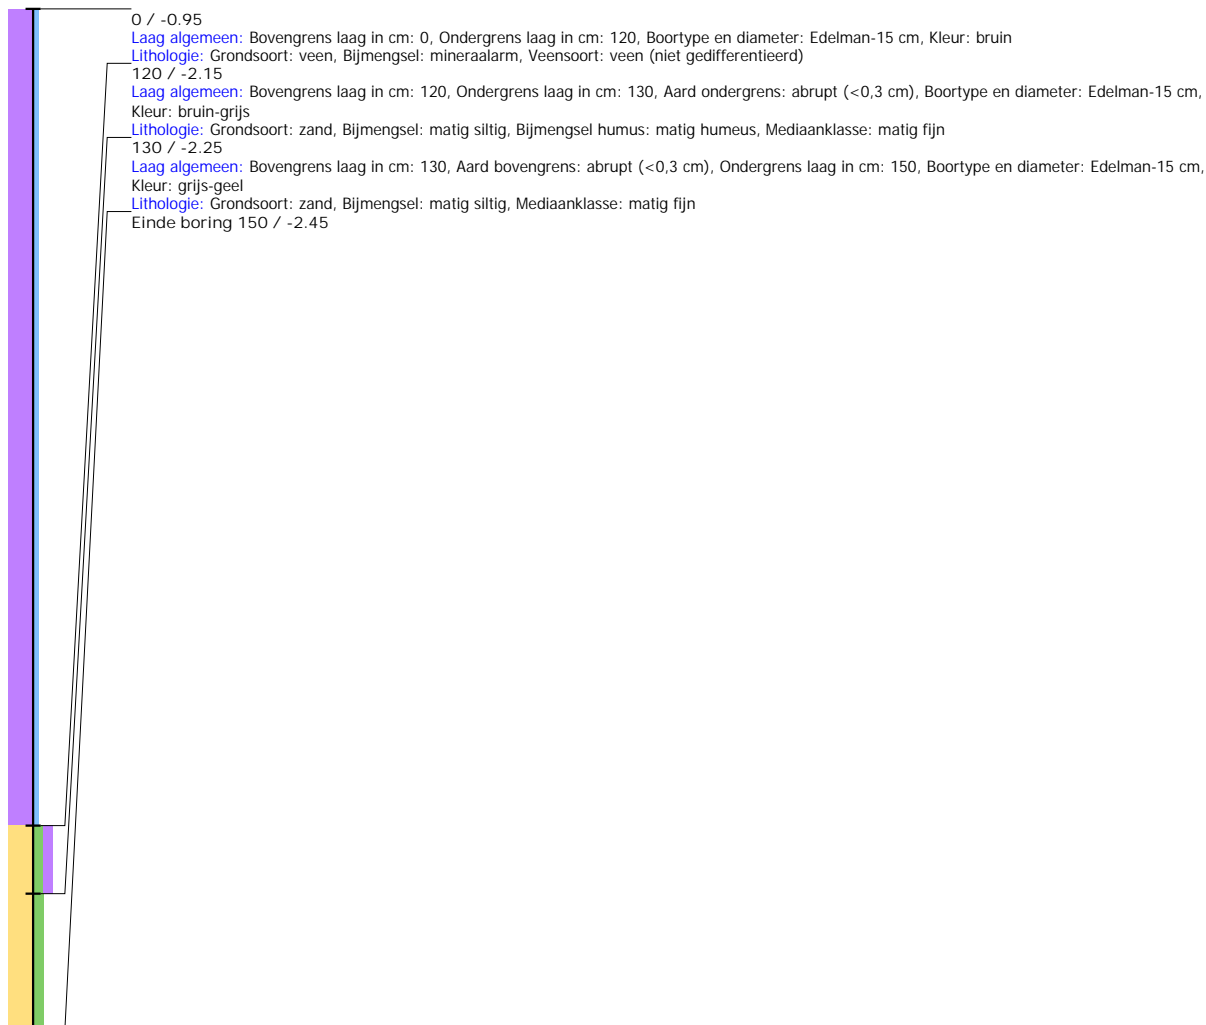 0 / -0.95
Laag algemeen: Bovengrens laag in cm: 0, Ondergrens laag in cm: 120, Boortype en diameter: Edelman-15 cm, Kleur: bruin
Lithologie: Grondsoort: veen, Bijmengsel: mineraalarm, Veensoort: veen (niet gedifferentieerd)
120 / -2.15
Laag algemeen: Bovengrens laag in cm: 120, Ondergrens laag in cm: 130, Aard ondergrens: abrupt (<0,3 cm), Boortype en diameter: Edelman-15 cm,
Kleur: bruin-grijs
Lithologie: Grondsoort: zand, Bijmengsel: matig siltig, Bijmengsel humus: matig humeus, Mediaanklasse: matig fijn
130 / -2.25
Laag algemeen: Bovengrens laag in cm: 130, Aard bovengrens: abrupt (<0,3 cm), Ondergrens laag in cm: 150, Boortype en diameter: Edelman-15 cm,
Kleur: grijs-geel
Lithologie: Grondsoort: zand, Bijmengsel: matig siltig, Mediaanklasse: matig fijn
Einde boring 150 / -2.45